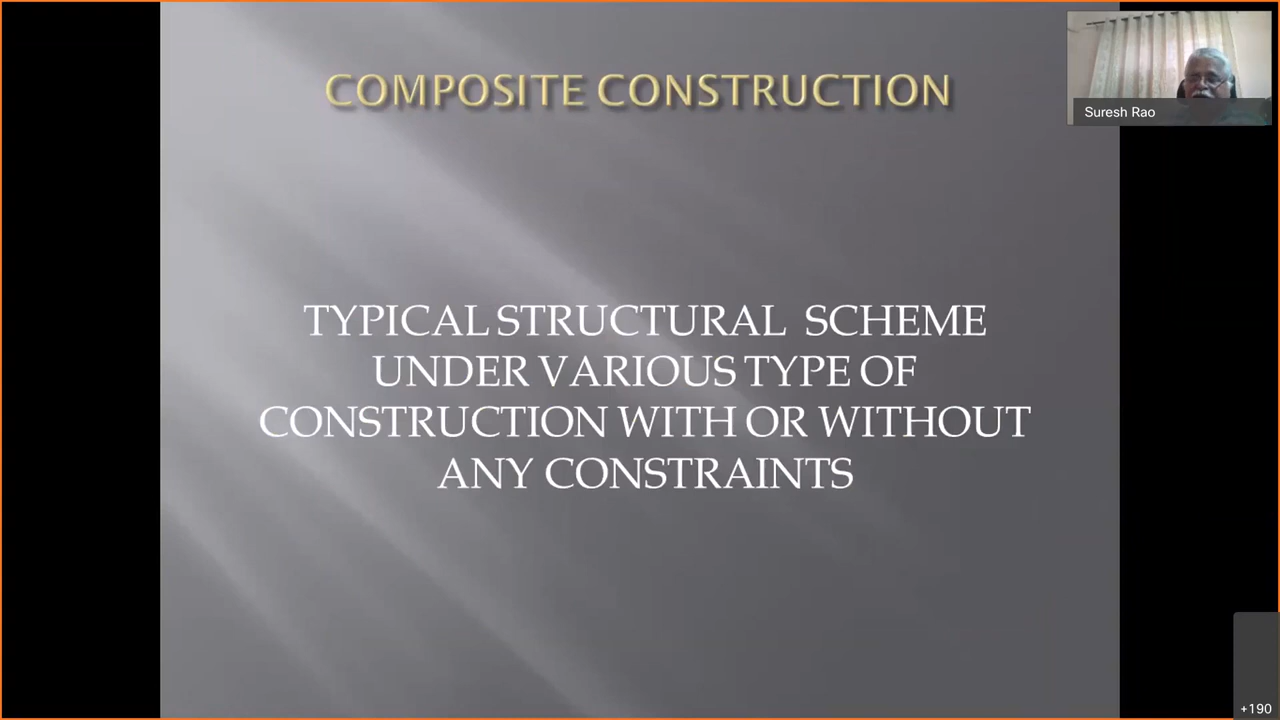 COMPOSITE CONSTRUCTION
Suresh Rao
TYPICAL STRUCTURAL SCHEME
UNDER VARIOUS TYPE OF
CONSTRUCTION WITH OR WITHOUT
ANY CONSTRAINTS
+190